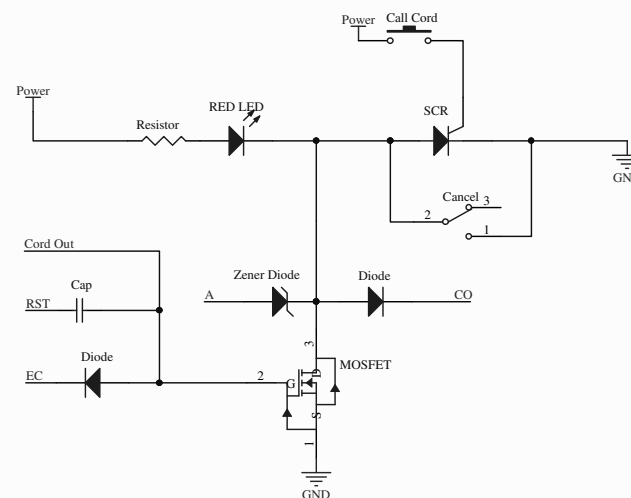 Power
Call Cord
Power
RED LED
Resistor
SCR
GN
Cancel
3
2
1
Cord Out
Zener Diode
Diode
Cap
A
CO
RST
3
MOSFET
Diode
EC
2
G
D
S
1
GND